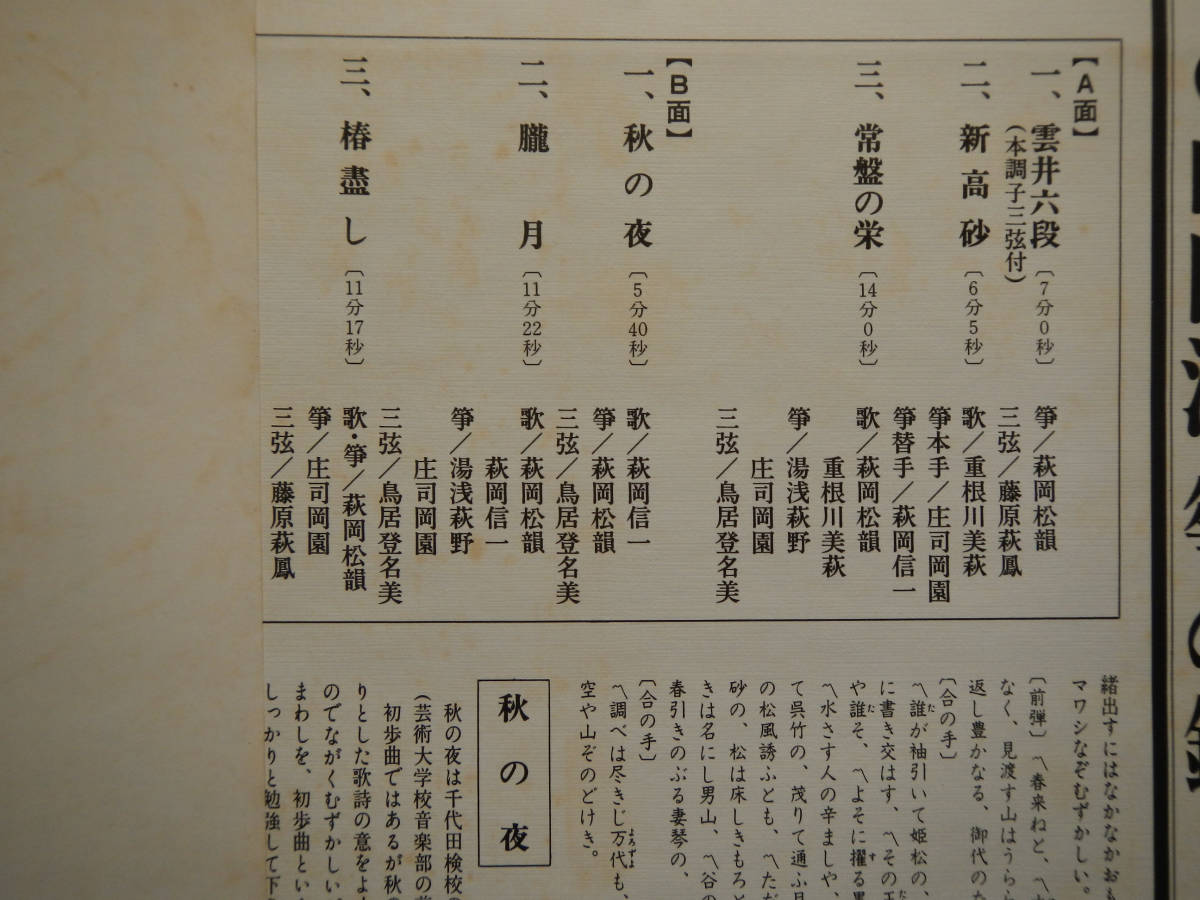 【A面】
一、雲井六段〔7分0秒〕
(本調子三弦付)
箏/萩岡松韻
三弦/藤原萩鳳
二、新高砂〔6分5秒〕
歌/重根川美萩
箏本手/庄司岡園
箏替手/萩岡信一
三、常盤の栄〔14分0秒〕
歌/萩岡松韻
重根川美萩
箏/湯浅萩野
庄司岡園
三弦/鳥居登名美
【B面】
一、秋の夜〔5分40秒〕
歌/萩岡信一
箏/萩岡松韻
三弦/鳥居登名美
二、朧月〔11分22秒〕
歌/萩岡松韻
萩岡信一
箏/湯浅萩野
庄司岡園
三弦/鳥居登名美
三、椿盡し〔11分17秒〕
歌・箏/萩岡松韻
箏/庄司岡園
三弦/藤原萩鳳
緒出すにはなかなかおも
マワシなぞむずかしい。
〔前弾〕〽春来ねと、〽
なく、見渡す山はうらら
返し豊かなる、御代のた
〔合の手〕
〽誰が袖引いて姫松の、
に書き交はす、〽その玉
や誰そ、〽よそに擢る
〽水さす人の辛ましや、
て呉竹の、茂りて通ふ月
の松風誘ふとも、〽ただ
砂の、松は床しきもろと
きは名にし男山、〽谷の
春引きのぶる妻琴の、
〔合の手〕
〽調べは尽きじ万代も、
空や山ぞのどけき。
秋の夜
秋の夜は千代田検校の
(芸術大学校音楽部の
初歩曲ではあるが秋の
りとした歌詩の意をよ
のでながくむずかしい
まわしを、初歩曲とい
しっかりと勉強して下